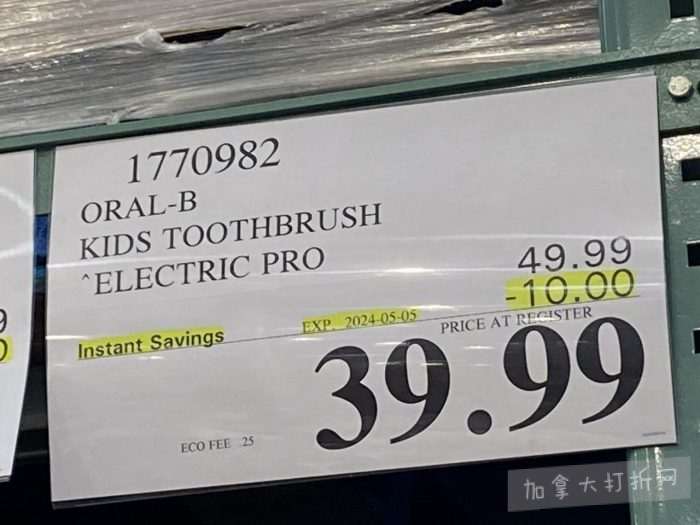 1770982
ORAL-B
KIDS TOOTHBRUSH
^ELECTRIC PRO
49.99
-10.00
Instant Savings
EXP. 2024-05-05
PRICE AT REGISTER
39.99
ECO FEE .25
加拿大打折网